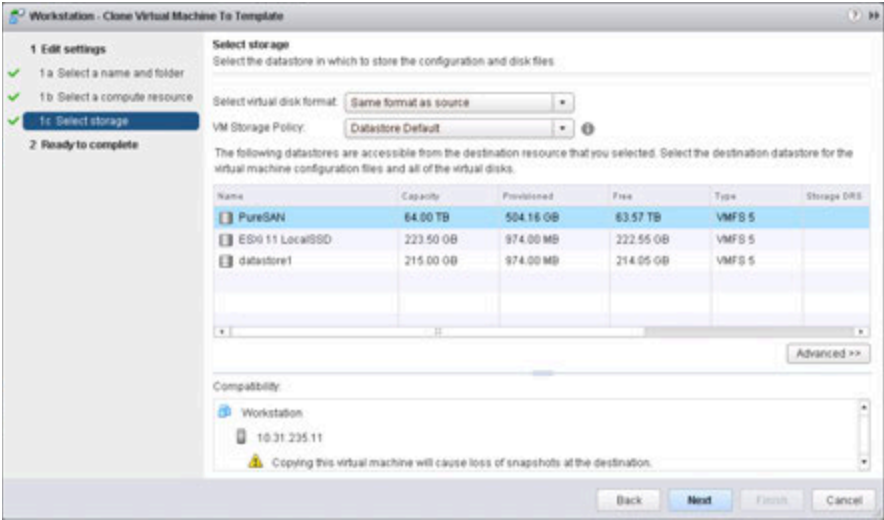 Workstation - Clone Virtual Machine To Template
1 Edit settings
1a Select a name and folder
1b Select a compute resource
1c Select storage
2 Ready to complete
Select storage
Select the datastore in which to store the configuration and disk files
Select virtual disk format: Same format as source
VM Storage Policy: Datastore Default
The following datastores are accessible from the destination resource that you selected. Select the destination datastore for the
virtual machine configuration files and all of the virtual disks.
Name Capacity Provisioned Free Type Storage DRS
PureSAN 64.00 TB 504.16 GB 63.57 TB VMFS 5
ESXi 11 LocalSSD 223.50 GB 974.00 MB 222.55 GB VMFS 5
datastore1 215.00 GB 974.00 MB 214.05 GB VMFS 5
Advanced >>
Compatibility:
Workstation
10.31.235.11
Copying this virtual machine will cause loss of snapshots at the destination.
Back Next Finish Cancel